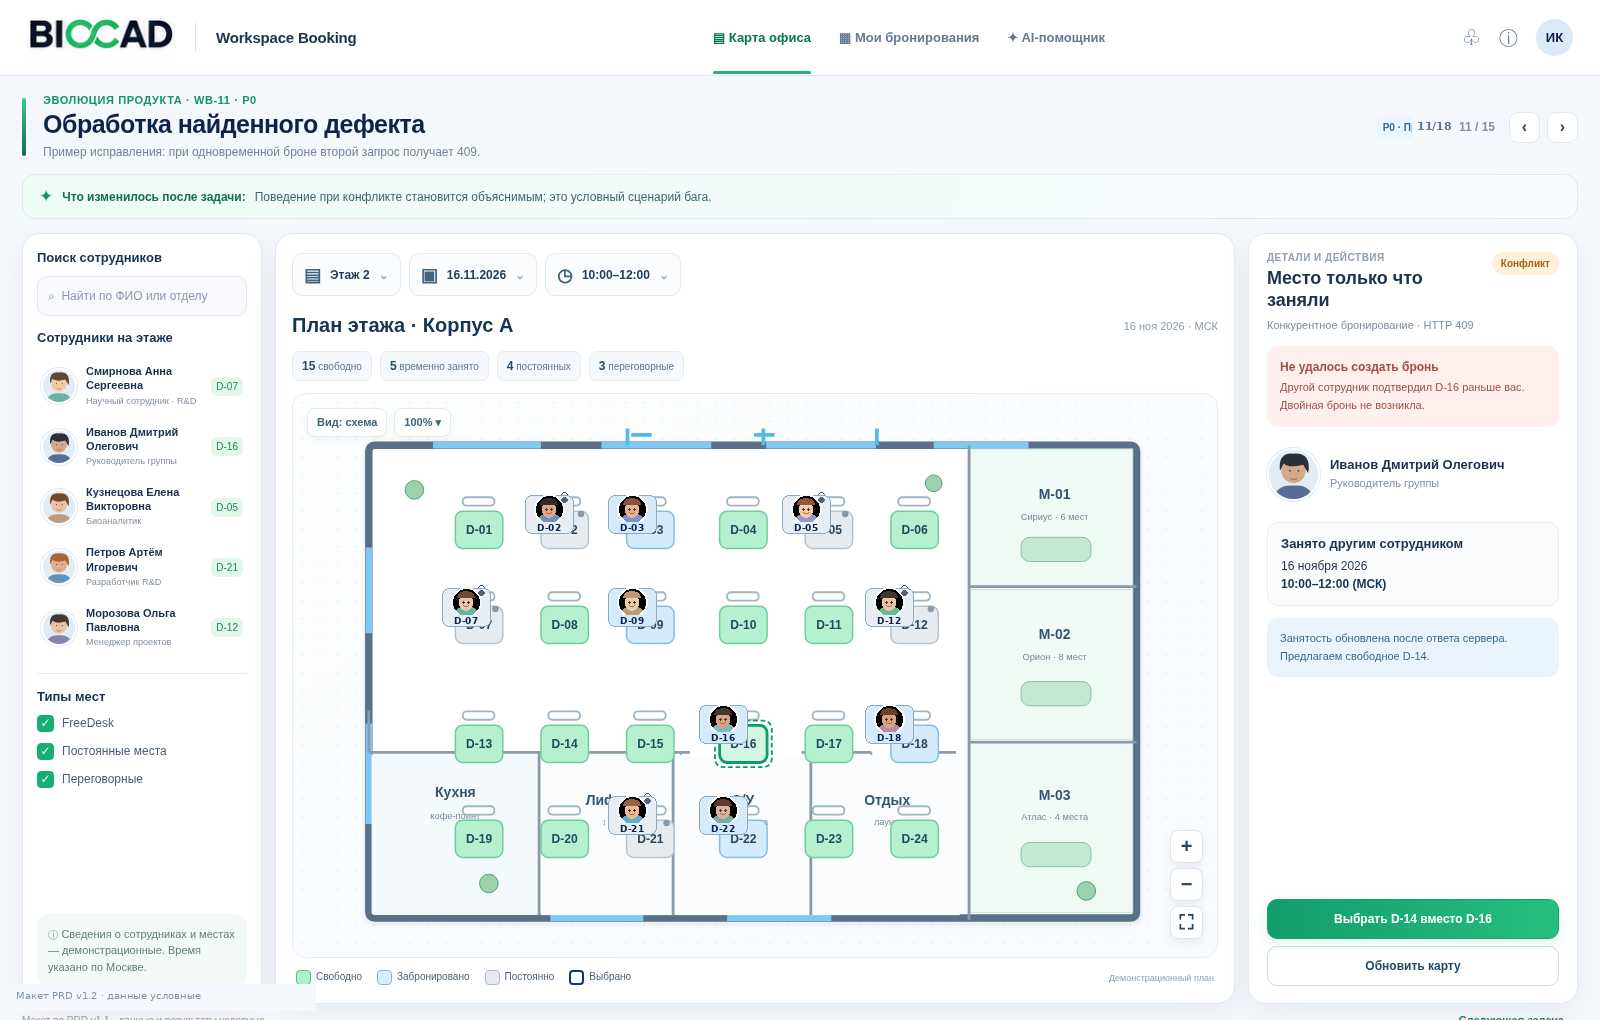 BIOCAD
Workspace Booking
Карта офиса
Мои бронирования
AI-помощник
ИК
ЭВОЛЮЦИЯ ПРОДУКТА · WB-11 · P0
Обработка найденного дефекта
Пример исправления: при одновременной броне второй запрос получает 409.
P0 · П 11/18 11 / 15
Что изменилось после задачи: Поведение при конфликте становится объяснимым; это условный сценарий бага.
Поиск сотрудников
Найти по ФИО или отделу
Сотрудники на этаже
Смирнова Анна
Сергеевна
Научный сотрудник · R&D
D-07
Иванов Дмитрий
Олегович
Руководитель группы
D-16
Кузнецова Елена
Викторовна
Биоаналитик
D-05
Петров Артём
Игоревич
Разработчик R&D
D-21
Морозова Ольга
Павловна
Менеджер проектов
D-12
Типы мест
FreeDesk
Постоянные места
Переговорные
Сведения о сотрудниках и местах
— демонстрационные. Время
указано по Москве.
Макет PRD v1.2 · данные условные
Этаж 2
16.11.2026
10:00–12:00
План этажа · Корпус А
16 ноя 2026 · МСК
15 свободно
5 временно занято
4 постоянных
3 переговорные
Вид: схема
100% ▾
D-01 D-02 D-03 D-04 D-05 D-06
D-07 D-08 D-09 D-10 D-11 D-12
D-13 D-14 D-15 D-16 D-16 D-17 D-18 D-18
Кухня
кофе-поинт
Отдых
D-19 D-20 D-21 D-21 D-22 D-22 D-23 D-24
M-01
Сириус · 6 мест
M-02
Орион · 8 мест
M-03
Атлас · 4 места
+
−
Свободно
Забронировано
Постоянно
Выбрано
Демонстрационный план
ДЕТАЛИ И ДЕЙСТВИЯ
Конфликт
Место только что
заняли
Конкурентное бронирование · HTTP 409
Не удалось создать бронь
Другой сотрудник подтвердил D-16 раньше вас.
Двойная бронь не возникла.
Иванов Дмитрий Олегович
Руководитель группы
Занято другим сотрудником
16 ноября 2026
10:00–12:00 (МСК)
Занятость обновлена после ответа сервера.
Предлагаем свободное D-14.
Выбрать D-14 вместо D-16
Обновить карту